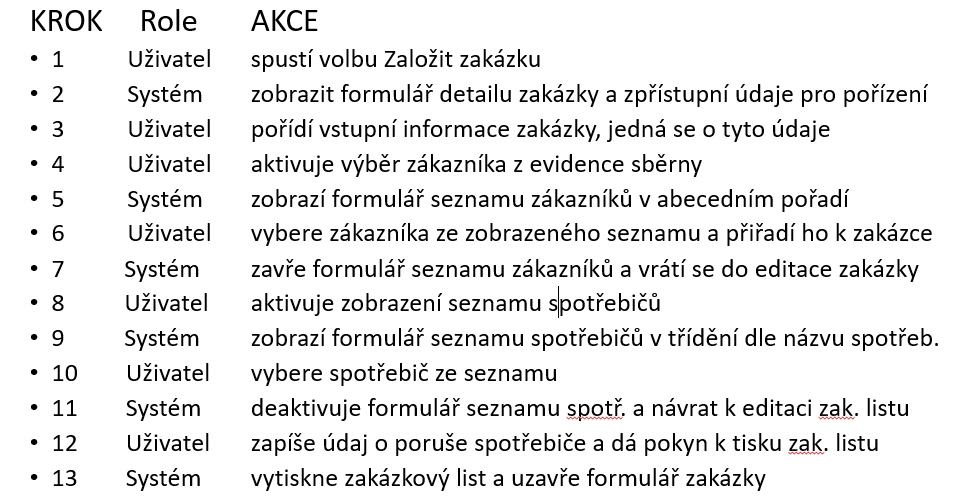 KROK Role AKCE
• 1 Uživatel spustí volbu Založit zakázku
• 2 Systém zobrazit formulář detailu zakázky a zpřístupní údaje pro pořízení
• 3 Uživatel pořídí vstupní informace zakázky, jedná se o tyto údaje
• 4 Uživatel aktivuje výběr zákazníka z evidence sběrny
• 5 Systém zobrazí formulář seznamu zákazníků v abecedním pořadí
• 6 Uživatel vybere zákazníka ze zobrazeného seznamu a přiřadí ho k zakázce
• 7 Systém zavře formulář seznamu zákazníků a vrátí se do editace zakázky
• 8 Uživatel aktivuje zobrazení seznamu spotřebičů
• 9 Systém zobrazí formulář seznamu spotřebičů v třídění dle názvu spotřeb.
• 10 Uživatel vybere spotřebič ze seznamu
• 11 Systém deaktivuje formulář seznamu spotř. a návrat k editaci zak. listu
• 12 Uživatel zapíše údaj o poruše spotřebiče a dá pokyn k tisku zak. listu
• 13 Systém vytiskne zakázkový list a uzavře formulář zakázky